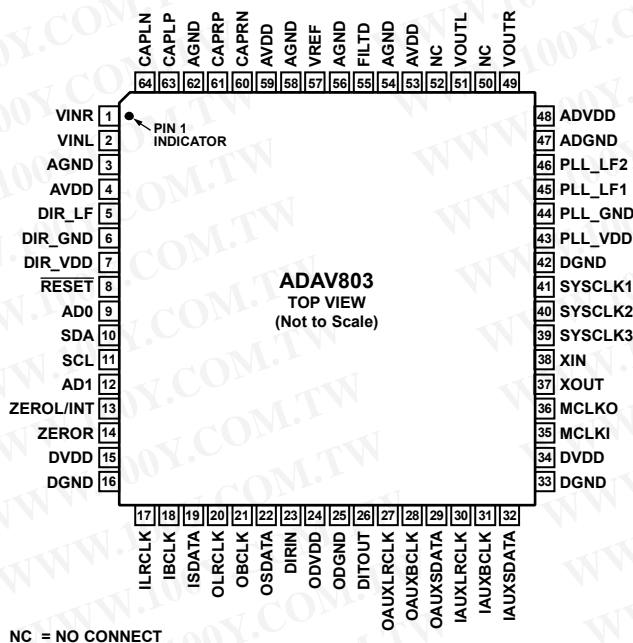 CAPLN
CAPLP
AGND
CAPRP
CAPRN
AVDD
AGND
VREF
AGND
FILTD
AGND
AVDD
NC
VOUTL
NC
VOUTR
64 63 62 61 60 59 58 57 56 55 54 53 52 51 50 49
VINR 1
VINL 2
AGND 3
AVDD 4
DIR_LF 5
DIR_GND 6
DIR_VDD 7
RESET 8
AD0 9
SDA 10
SCL 11
AD1 12
ZEROL/INT 13
ZEROR 14
DVDD 15
DGND 16
PIN 1
INDICATOR
ADAV803
TOP VIEW
(Not to Scale)
48 ADVDD
47 ADGND
46 PLL_LF2
45 PLL_LF1
44 PLL_GND
43 PLL_VDD
42 DGND
41 SYSCLK1
40 SYSCLK2
39 SYSCLK3
38 XIN
37 XOUT
36 MCLKO
35 MCLKI
34 DVDD
33 DGND
17 18 19 20 21 22 23 24 25 26 27 28 29 30 31 32
ILRCLK
IBCLK
ISDATA
OLRCLK
OBCLK
OSDATA
DIRIN
ODVDD
ODGND
DITOUT
OAUXLRCLK
OAUXBCLK
OAUXSDATA
IAUXLRCLK
IAUXBCLK
IAUXSDATA
NC = NO CONNECT
WWW.100Y.COM.TW